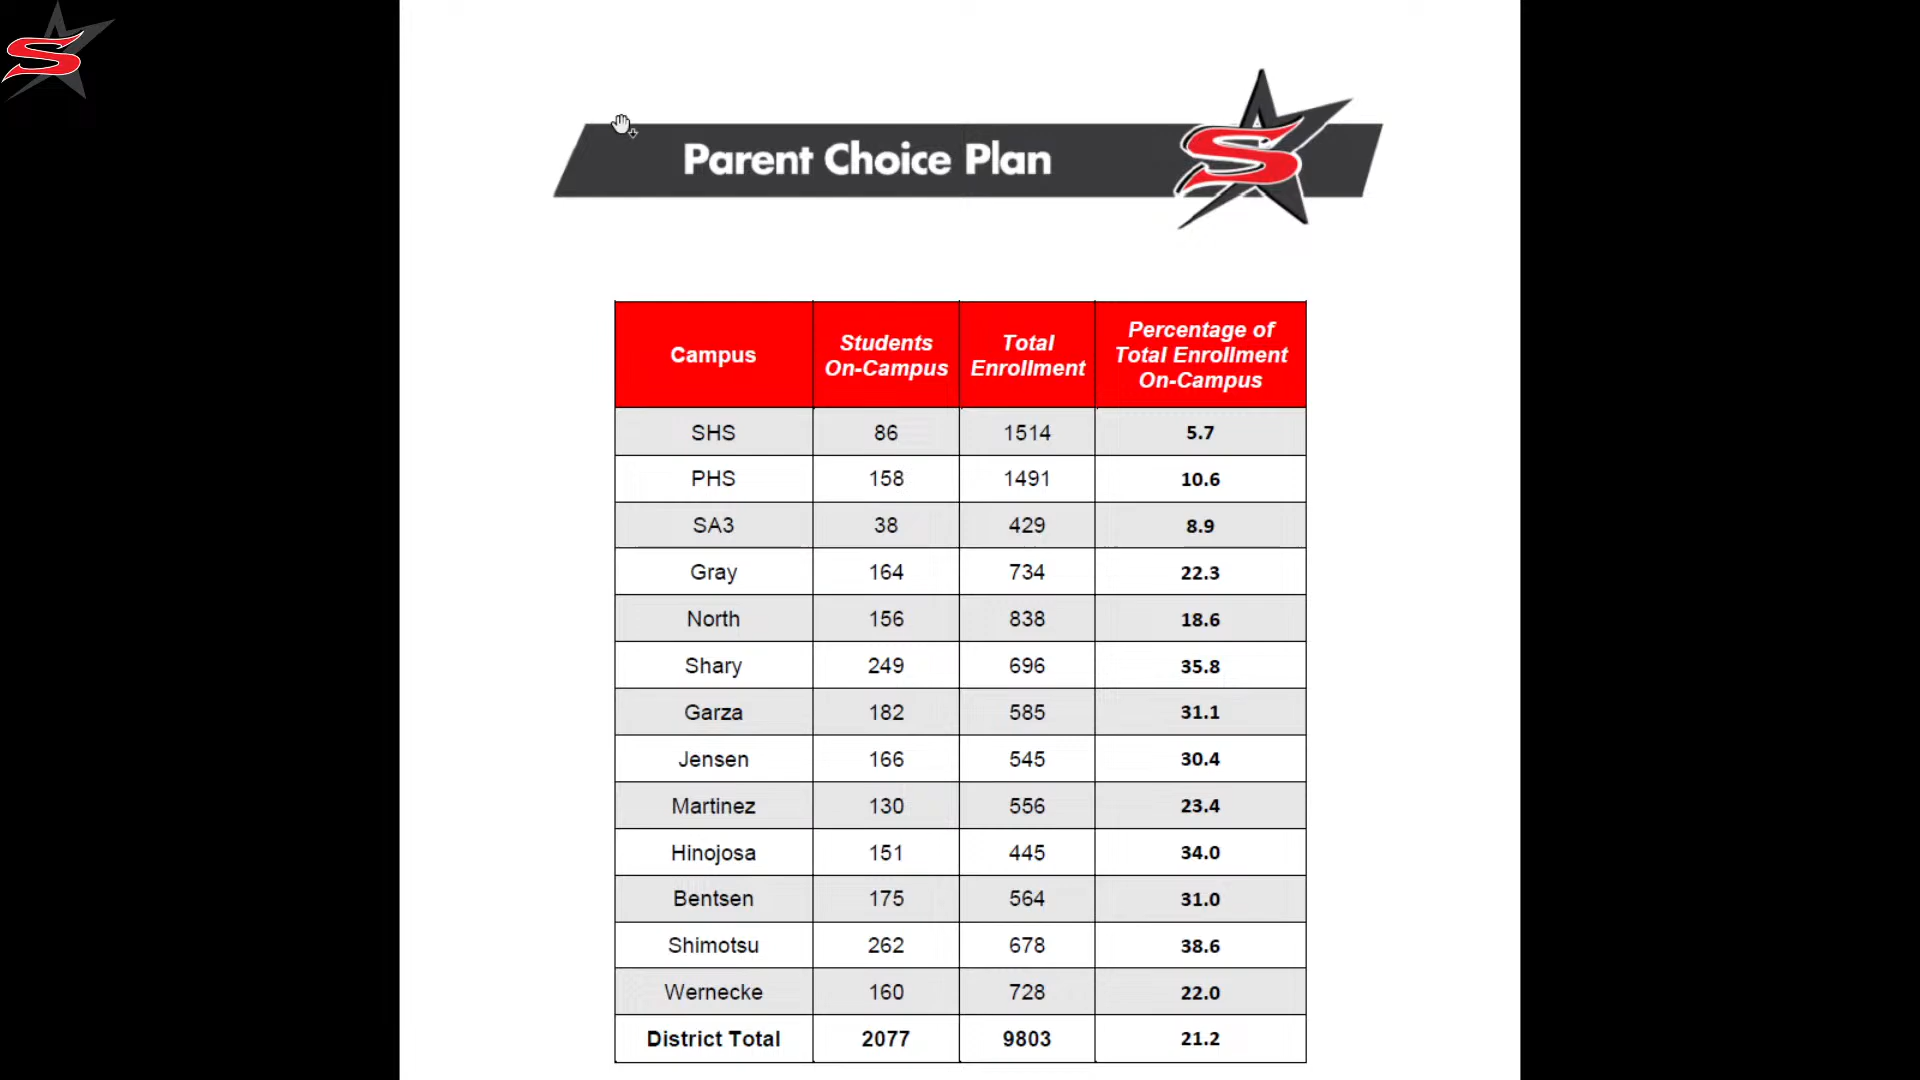 S
Parent Choice Plan
S
Campus Students On-Campus Total Enrollment Percentage of Total Enrollment On-Campus
SHS 86 1514 5.7
PHS 158 1491 10.6
SA3 38 429 8.9
Gray 164 734 22.3
North 156 838 18.6
Shary 249 696 35.8
Garza 182 585 31.1
Jensen 166 545 30.4
Martinez 130 556 23.4
Hinojosa 151 445 34.0
Bentsen 175 564 31.0
Shimotsu 262 678 38.6
Wernecke 160 728 22.0
District Total 2077 9803 21.2